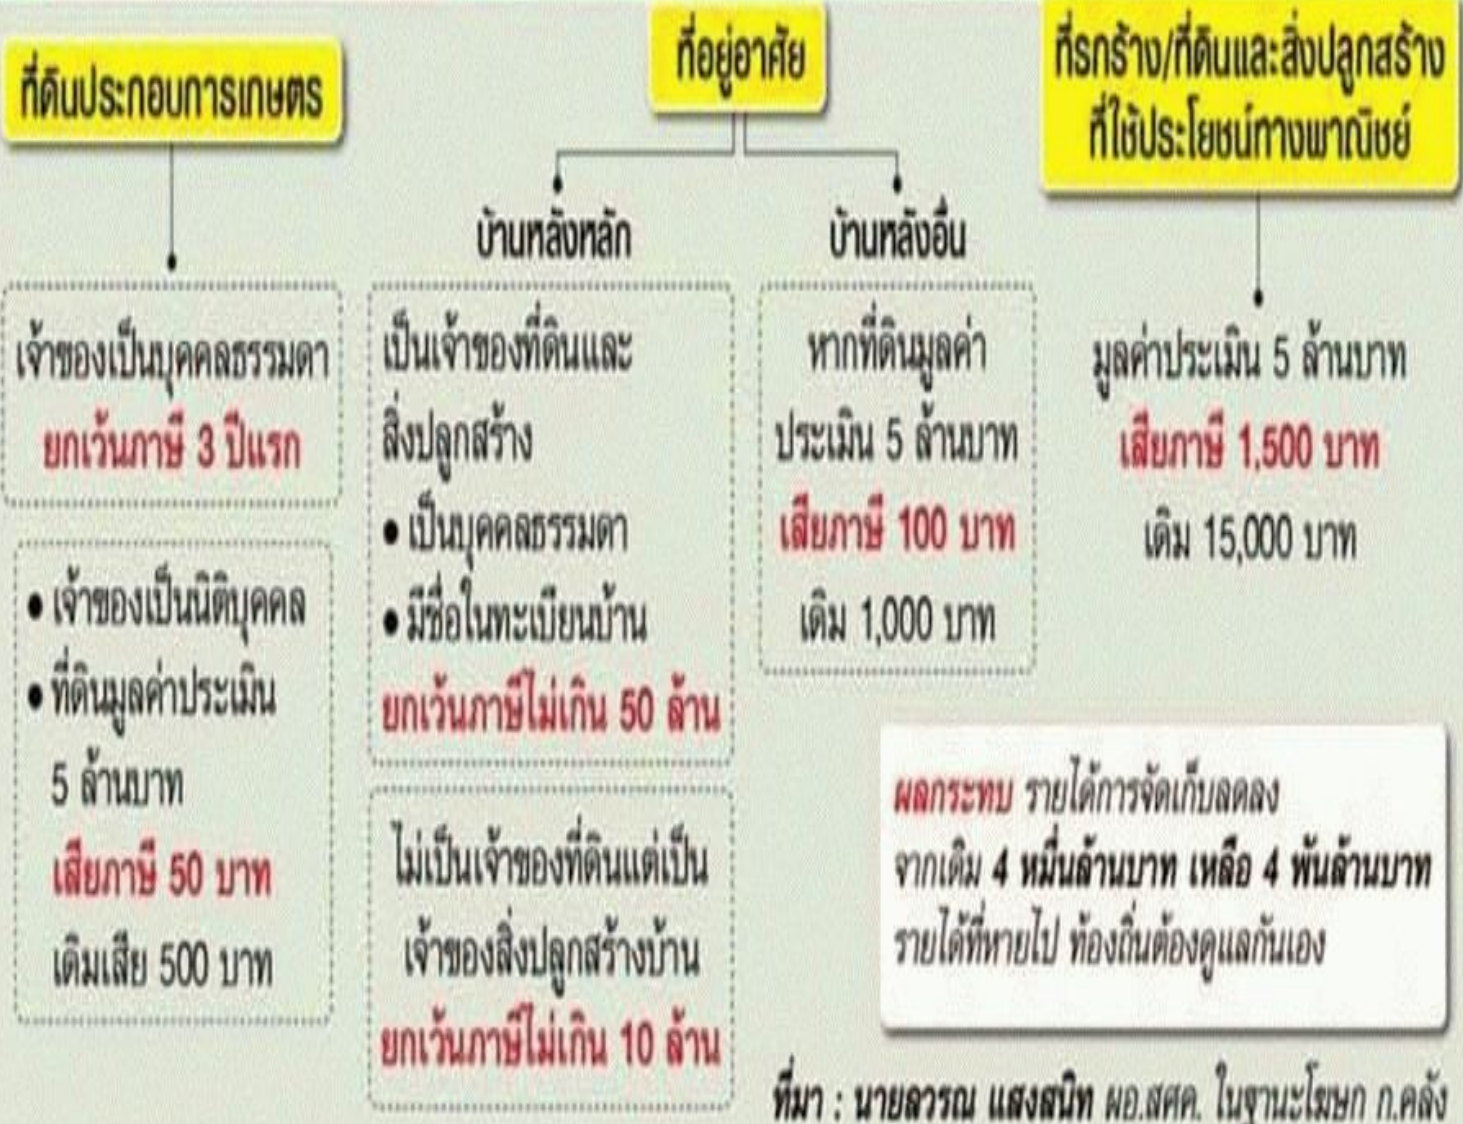 ที่ดินประกอบการเกษตร
เจ้าของเป็นบุคคลธรรมดา
ยกเว้นภาษี 3 ปีแรก
• เจ้าของเป็นนิติบุคคล
• ที่ดินมูลค่าประเมิน
5 ล้านบาท
เสียภาษี 50 บาท
เดิมเสีย 500 บาท
ที่อยู่อาศัย
บ้านหลังหลัก
เป็นเจ้าของที่ดินและ
สิ่งปลูกสร้าง
• เป็นบุคคลธรรมดา
• มีชื่อในทะเบียนบ้าน
ยกเว้นภาษีไม่เกิน 50 ล้าน
ไม่เป็นเจ้าของที่ดินแต่เป็น
เจ้าของสิ่งปลูกสร้างบ้าน
ยกเว้นภาษีไม่เกิน 10 ล้าน
บ้านหลังอื่น
หากที่ดินมูลค่า
ประเมิน 5 ล้านบาท
เสียภาษี 100 บาท
เดิม 1,000 บาท
ที่รกร้าง/ที่ดินและสิ่งปลูกสร้าง
ที่ใช้ประโยชน์ทางพาณิชย์
มูลค่าประเมิน 5 ล้านบาท
เสียภาษี 1,500 บาท
เดิม 15,000 บาท
ผลกระทบ รายได้การจัดเก็บลดลง
จากเดิม 4 หมื่นล้านบาท เหลือ 4 พันล้านบาท
รายได้ที่หายไป ท้องถิ่นต้องดูแลกันเอง
ที่มา : นายลวรณ แสงสนิท ผอ.สศค. ในฐานะโฆษก ก.คลัง